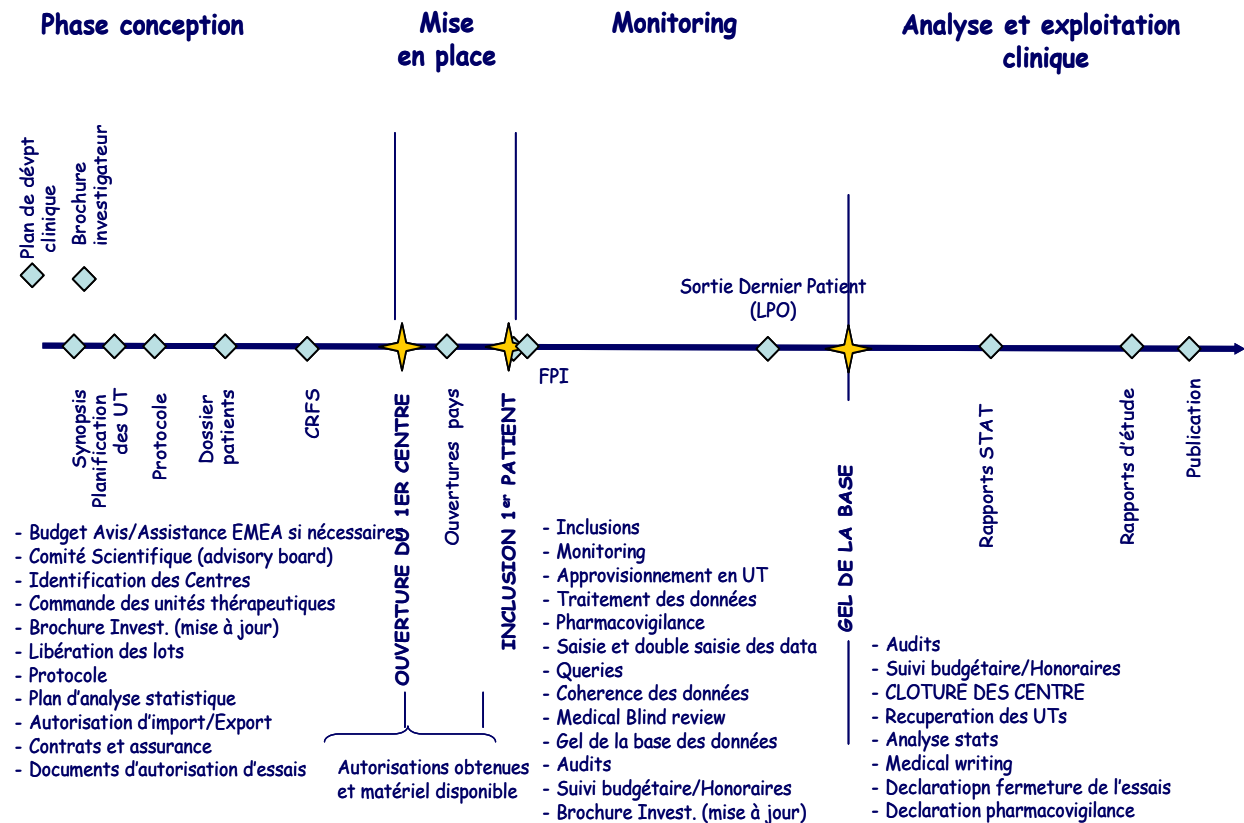 Phase conception
Mise
en place
Monitoring
Analyse et exploitation
clinique
Plan de dévpt
clinique
Brochure
investigateur
Sortie Dernier Patient
(LPO)
FPI
Synopsis
Planification
des UT
Protocole
Dossier
patients
CRFS
OUVERTURE DU 1ER CENTRE
Ouvertures pays
INCLUSION 1er PATIENT
GEL DE LA BASE
Rapports STAT
Rapports d'étude
Publication
- Budget Avis/Assistance EMEA si nécessaires
- Comité Scientifique (advisory board)
- Identification des Centres
- Commande des unités thérapeutiques
- Brochure Invest. (mise à jour)
- Libération des lots
- Protocole
- Plan d'analyse statistique
- Autorisation d'import/Export
- Contrats et assurance
- Documents d'autorisation d'essais
Autorisations obtenues
et matériel disponible
- Inclusions
- Monitoring
- Approvisionnement en UT
- Traitement des données
- Pharmacovigilance
- Saisie et double saisie des data
- Queries
- Coherence des données
- Medical Blind review
- Gel de la base des données
- Audits
- Suivi budgétaire/Honoraires
- Brochure Invest. (mise à jour)
- Audits
- Suivi budgétaire/Honoraires
- CLOTURE DES CENTRE
- Recuperation des UTs
- Analyse stats
- Medical writing
- Declaratiopn fermeture de l'essais
- Declaration pharmacovigilance